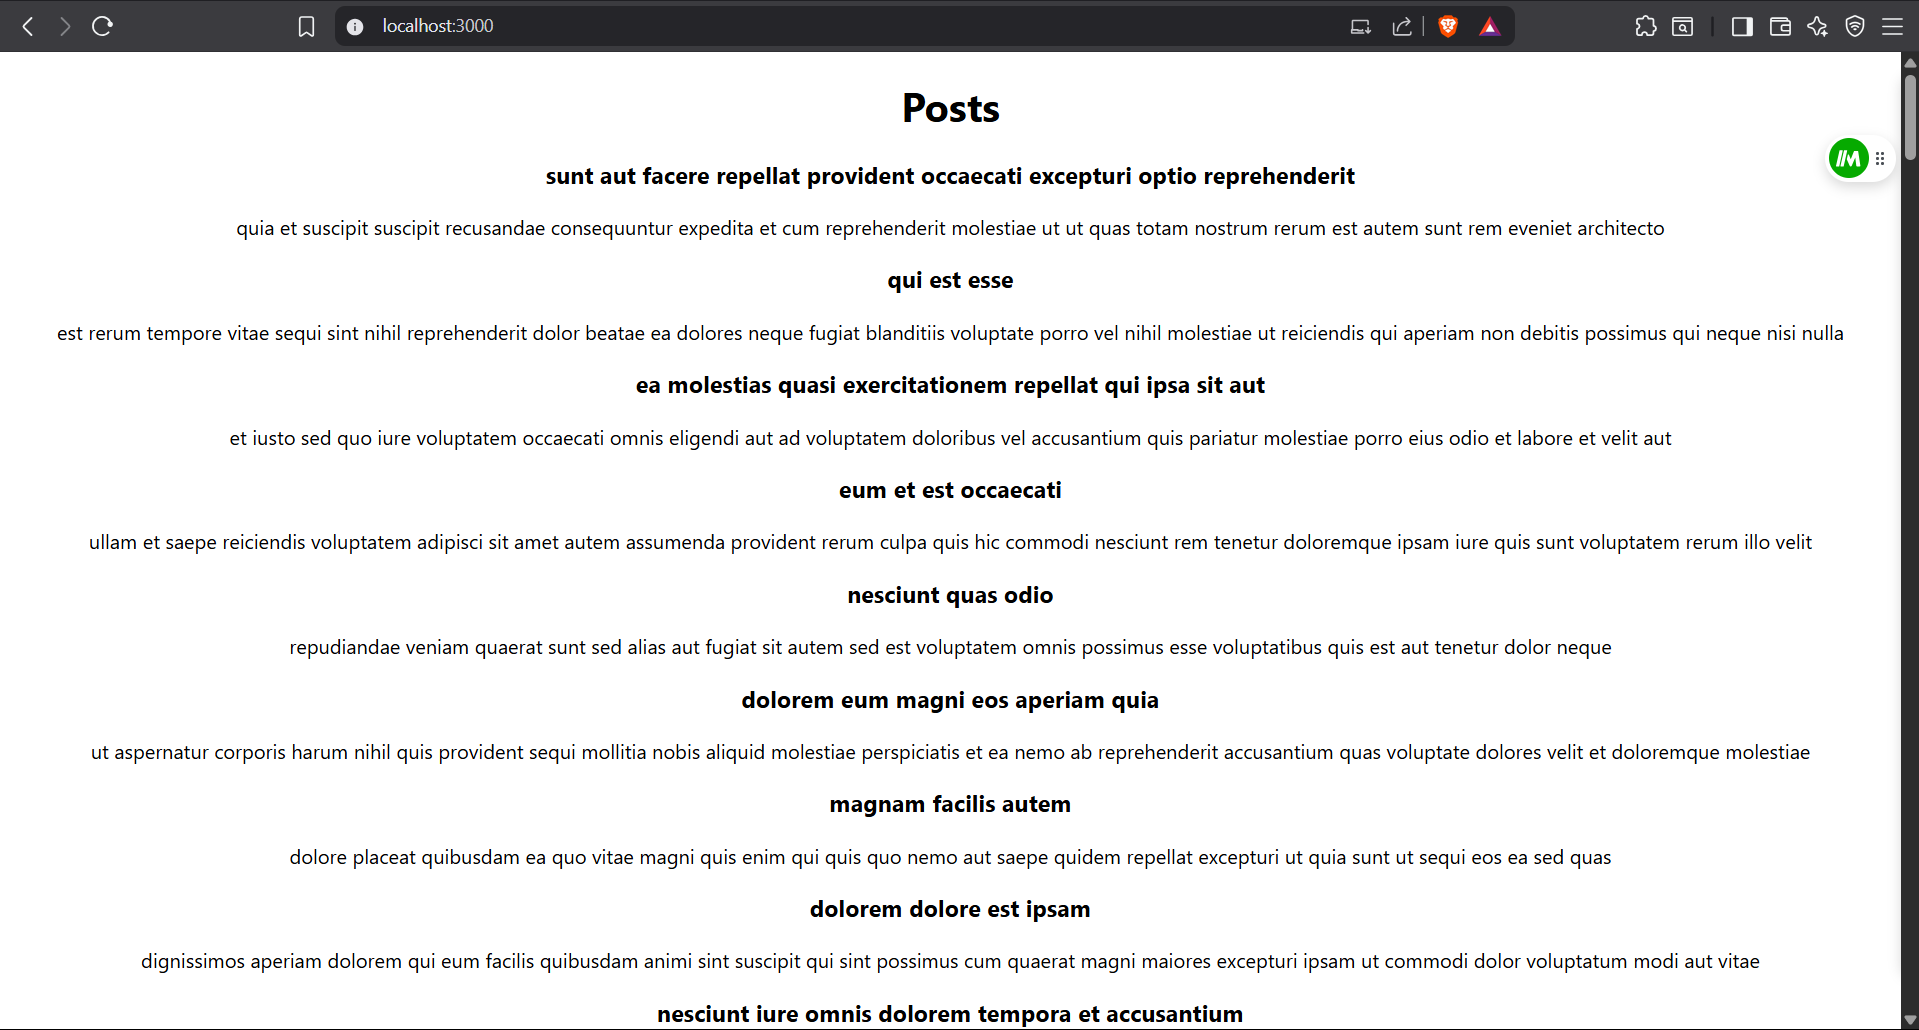 localhost:3000
Posts
sunt aut facere repellat provident occaecati excepturi optio reprehenderit
quia et suscipit suscipit recusandae consequuntur expedita et cum reprehenderit molestiae ut ut quas totam nostrum rerum est autem sunt rem eveniet architecto
qui est esse
est rerum tempore vitae sequi sint nihil reprehenderit dolor beatae ea dolores neque fugiat blanditiis voluptate porro vel nihil molestiae ut reiciendis qui aperiam non debitis possimus qui neque nisi nulla
ea molestias quasi exercitationem repellat qui ipsa sit aut
et iusto sed quo iure voluptatem occaecati omnis eligendi aut ad voluptatem doloribus vel accusantium quis pariatur molestiae porro eius odio et labore et velit aut
eum et est occaecati
ullam et saepe reiciendis voluptatem adipisci sit amet autem assumenda provident rerum culpa quis hic commodi nesciunt rem tenetur doloremque ipsam iure quis sunt voluptatem rerum illo velit
nesciunt quas odio
repudiandae veniam quaerat sunt sed alias aut fugiat sit autem sed est voluptatem omnis possimus esse voluptatibus quis est aut tenetur dolor neque
dolorem eum magni eos aperiam quia
ut aspernatur corporis harum nihil quis provident sequi mollitia nobis aliquid molestiae perspiciatis et ea nemo ab reprehenderit accusantium quas voluptate dolores velit et doloremque molestiae
magnam facilis autem
dolore placeat quibusdam ea quo vitae magni quis enim qui quis quo nemo aut saepe quidem repellat excepturi ut quia sunt ut sequi eos ea sed quas
dolorem dolore est ipsam
dignissimos aperiam dolorem qui eum facilis quibusdam animi sint suscipit qui sint possimus cum quaerat magni maiores excepturi ipsam ut commodi dolor voluptatum modi aut vitae
nesciunt iure omnis dolorem tempora et accusantium